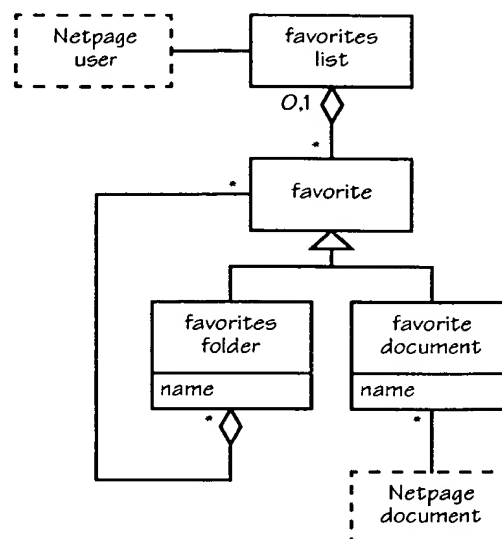 Netpage
user
favorites
list
0,1
*
*
favorite
favorites
folder
name
*
favorite
document
name
*
Netpage
document